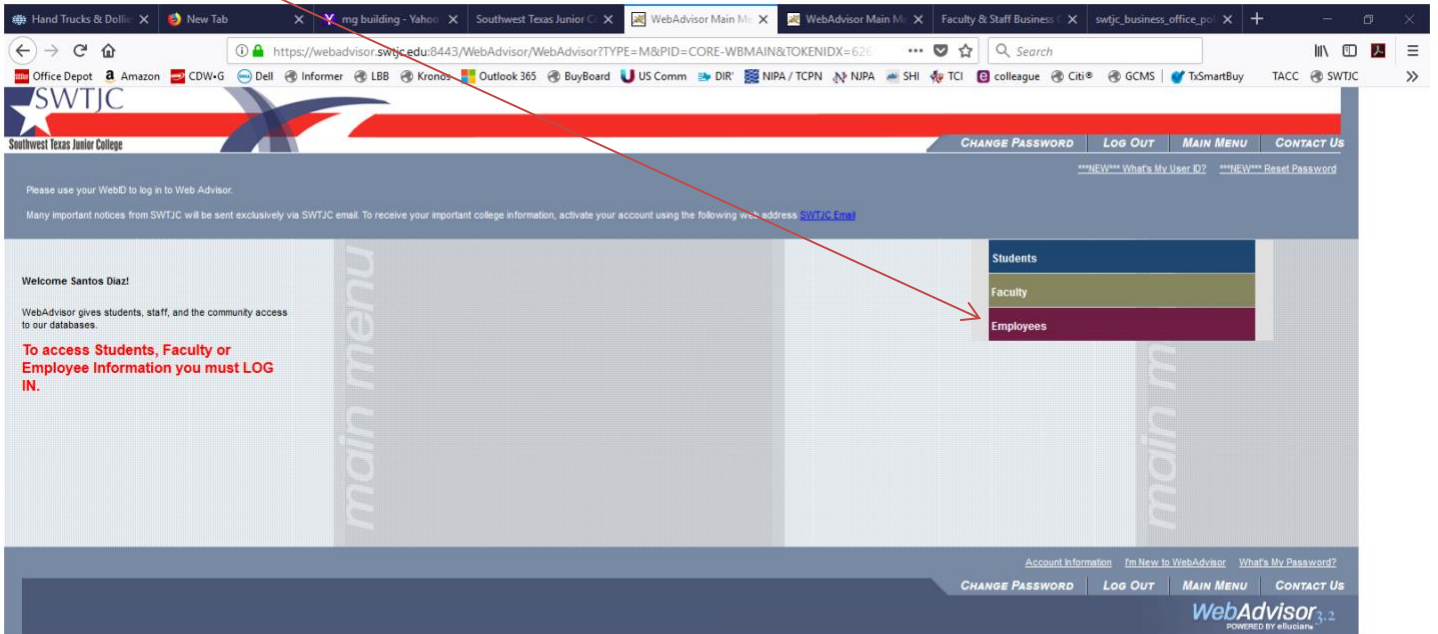 Hand Trucks & Dollie
New Tab
mg building - Yahoo
Southwest Texas Junior C
WebAdvisor Main Me
WebAdvisor Main Me
Faculty & Staff Business
swtjc_business_office_pol
https://webadvisor.swtjc.edu:8443/WebAdvisor/WebAdvisor?TYPE=M&PID=CORE-WBMAIN&TOKENIDX=626
Search
Office Depot Amazon CDW•G Dell Informer LBB Kronos Outlook 365 BuyBoard US Comm DIR' NIPA / TCPN NJPA SHI TCI colleague Citi® GCMS TxSmartBuy TACC SWTJC
SWTJC
Southwest Texas Junior College
CHANGE PASSWORD LOG OUT MAIN MENU CONTACT US
***NEW*** What's My User ID? ***NEW*** Reset Password
Please use your WebID to log in to Web Advisor.
Many important notices from SWTJC will be sent exclusively via SWTJC email. To receive your important college information, activate your account using the following web address SWTJC Email
main menu
Students
Faculty
Employees
Welcome Santos Diaz!
WebAdvisor gives students, staff, and the community access
to our databases.
To access Students, Faculty or
Employee Information you must LOG
IN.
main m
Account Information I'm New to WebAdvisor What's My Password?
CHANGE PASSWORD LOG OUT MAIN MENU CONTACT US
WebAdvisor 3.2
POWERED BY ellucian